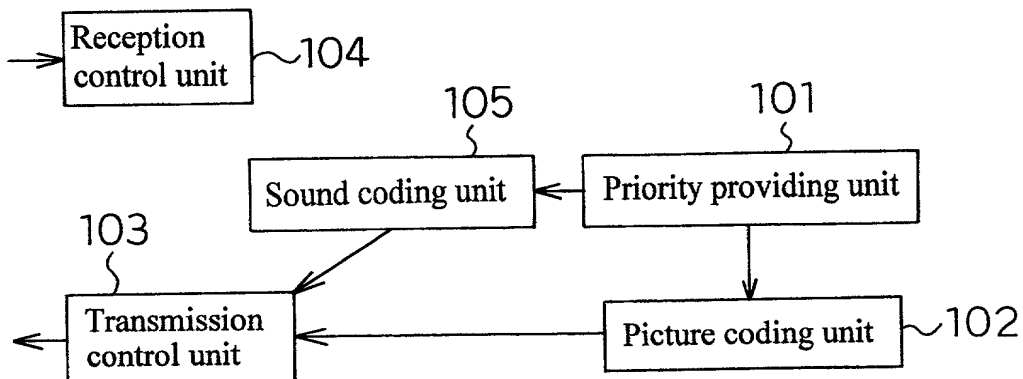 Reception
control unit
104
105
101
Sound coding unit
Priority providing unit
103
Transmission
control unit
Picture coding unit
102